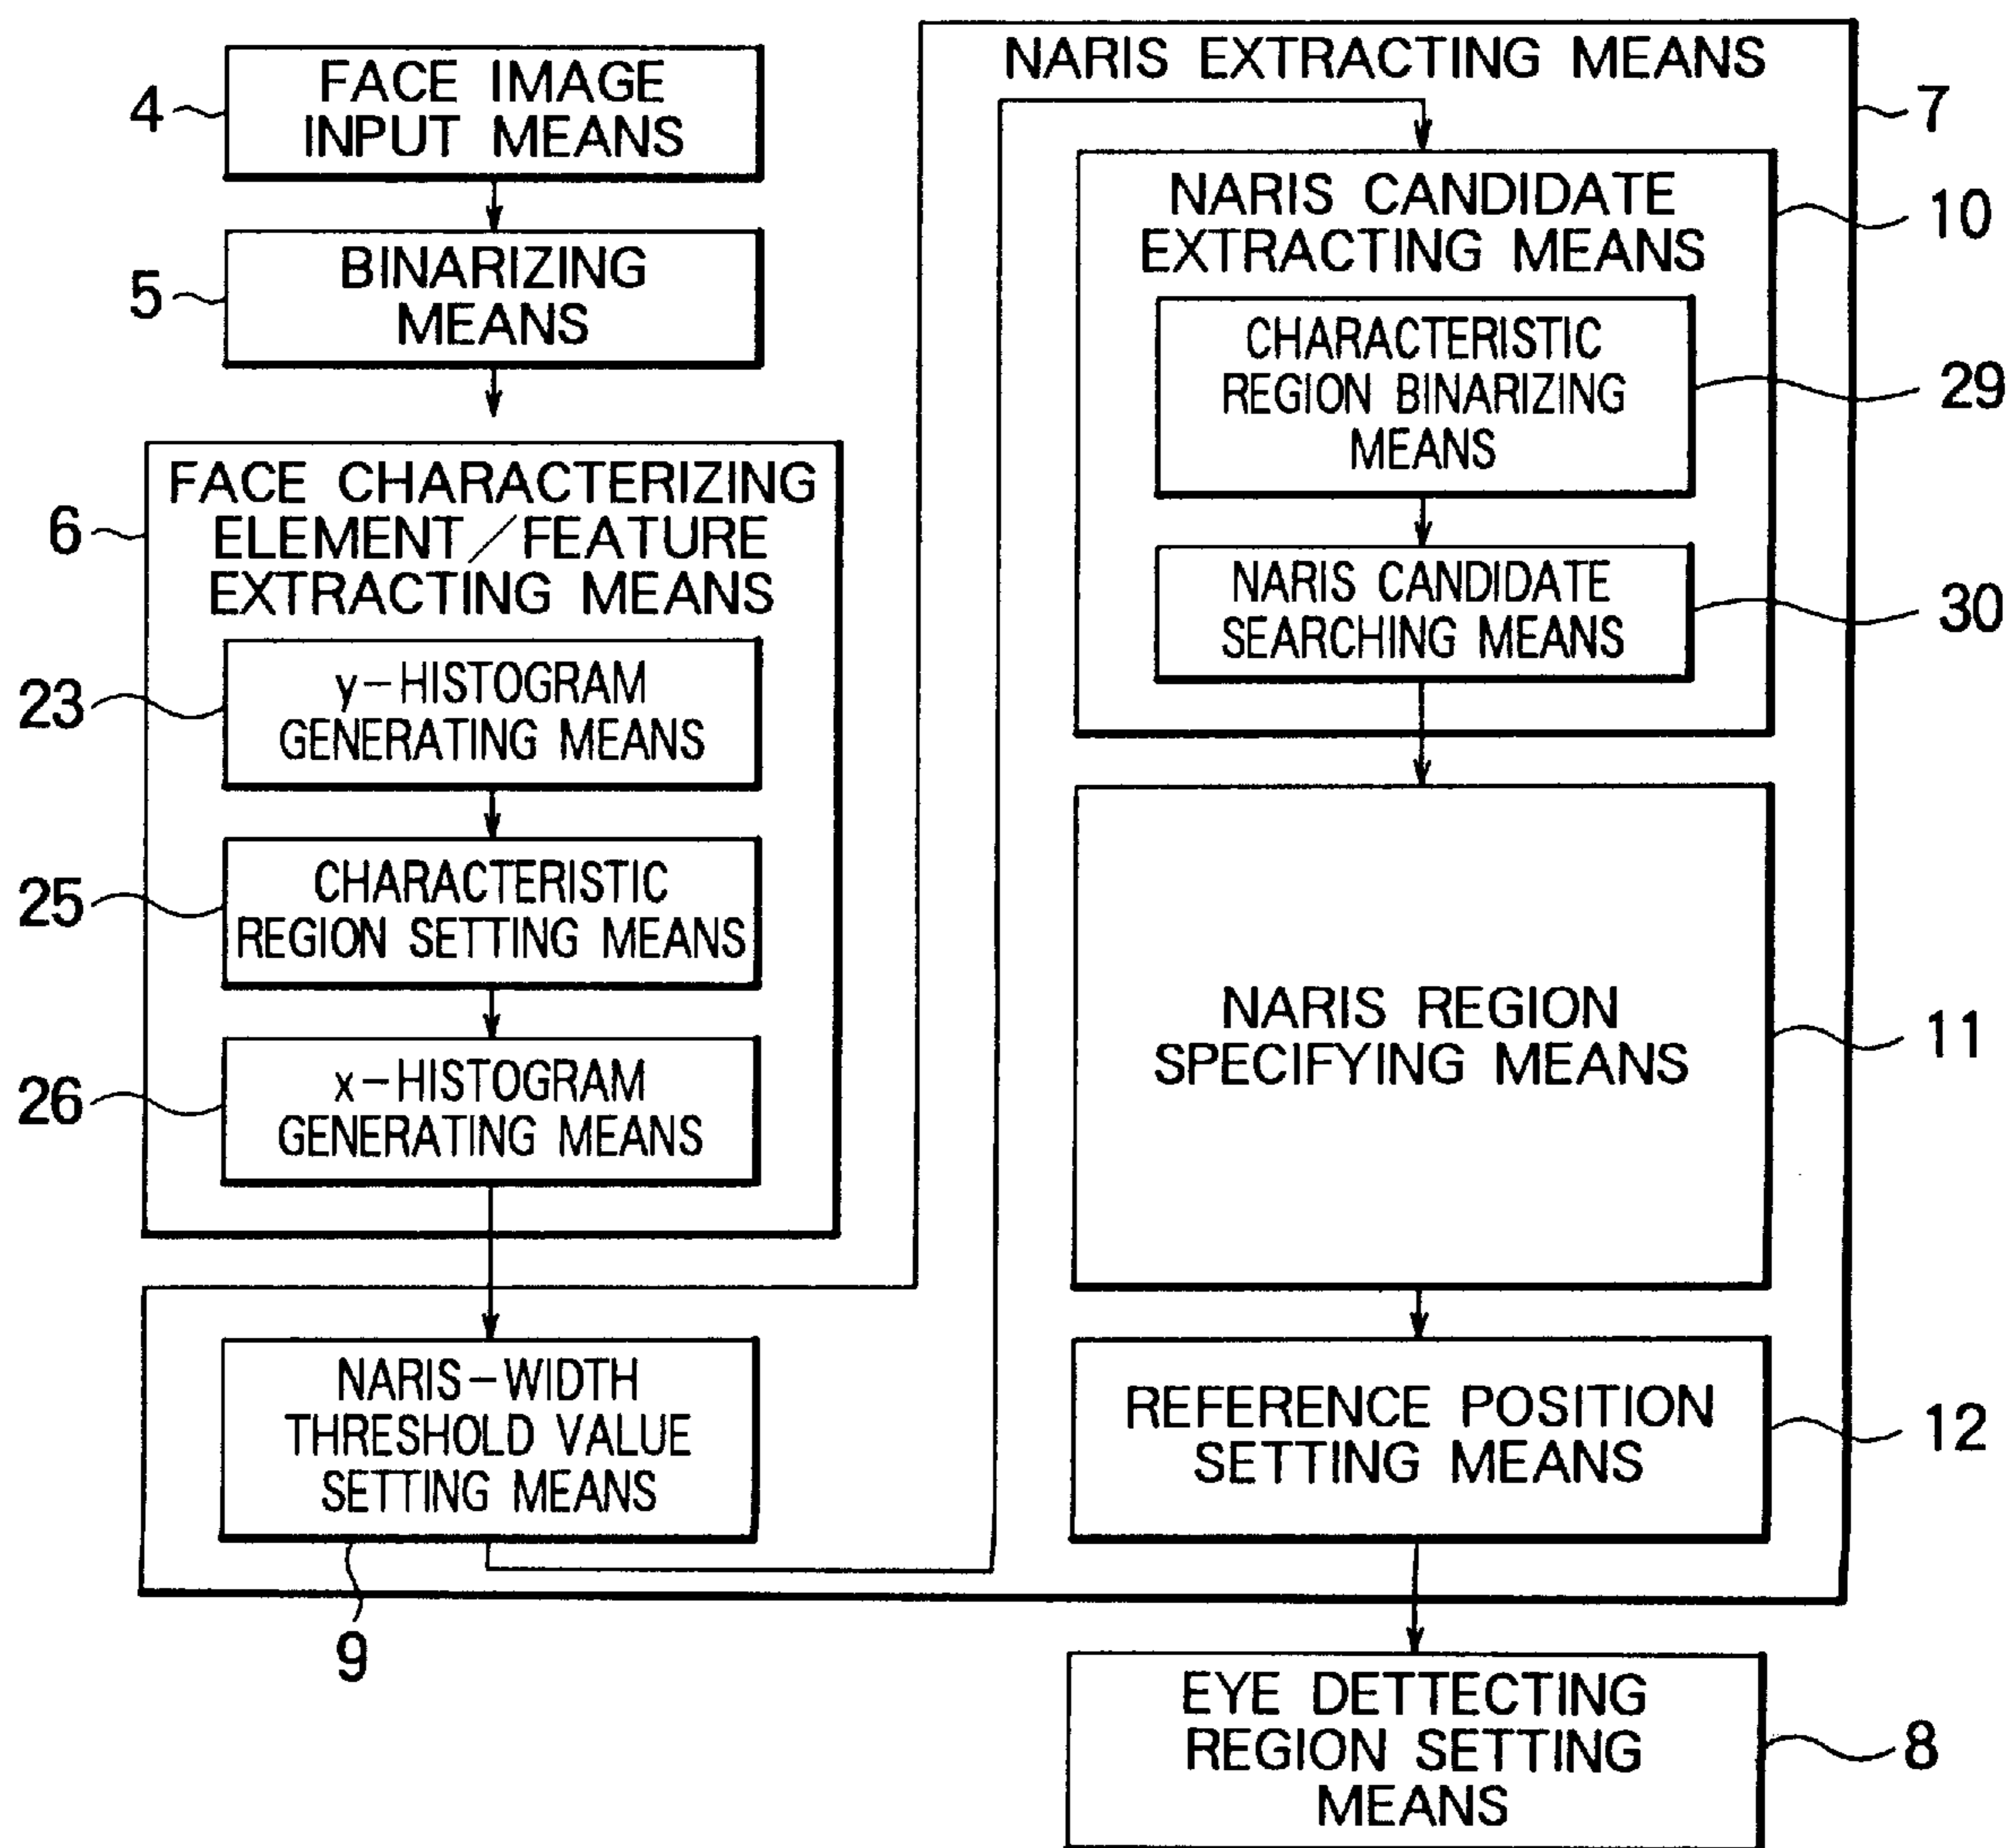 4
FACE IMAGE
INPUT MEANS
5
BINARIZING
MEANS
6
FACE CHARACTERIZING
ELEMENT/FEATURE
EXTRACTING MEANS
23
y-HISTOGRAM
GENERATING MEANS
25
CHARACTERISTIC
REGION SETTING MEANS
26
x-HISTOGRAM
GENERATING MEANS
NARIS-WIDTH
THRESHOLD VALUE
SETTING MEANS
9
NARIS EXTRACTING MEANS
7
NARIS CANDIDATE
EXTRACTING MEANS
10
CHARACTERISTIC
REGION BINARIZING
MEANS
29
NARIS CANDIDATE
SEARCHING MEANS
30
NARIS REGION
SPECIFYING MEANS
11
REFERENCE POSITION
SETTING MEANS
12
EYE DETTECTING
REGION SETTING
MEANS
8